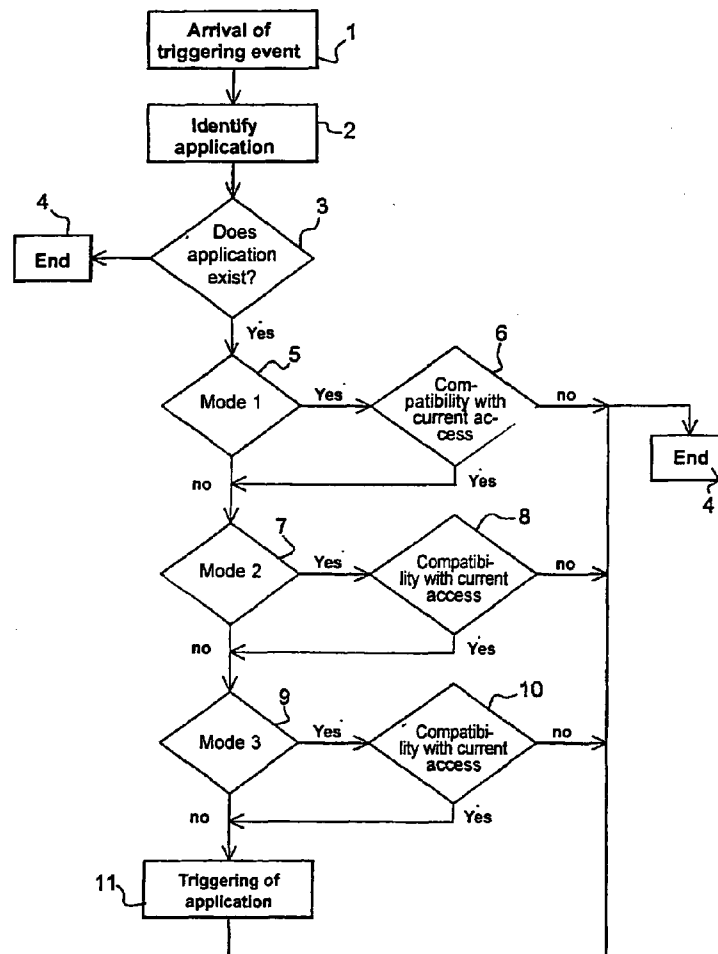 Arrival of
triggering event
1
Identify
application
2
4
End
Does
application
exist?
3
Yes
5
Mode 1
Yes
6
Com-
patibility with
current ac-
cess
no
End
4
no
Yes
7
Mode 2
Yes
8
Compatibi-
lity with current
access
no
no
Yes
9
Mode 3
Yes
10
Compatibi-
lity with current
access
no
no
Yes
11
Triggering of
application